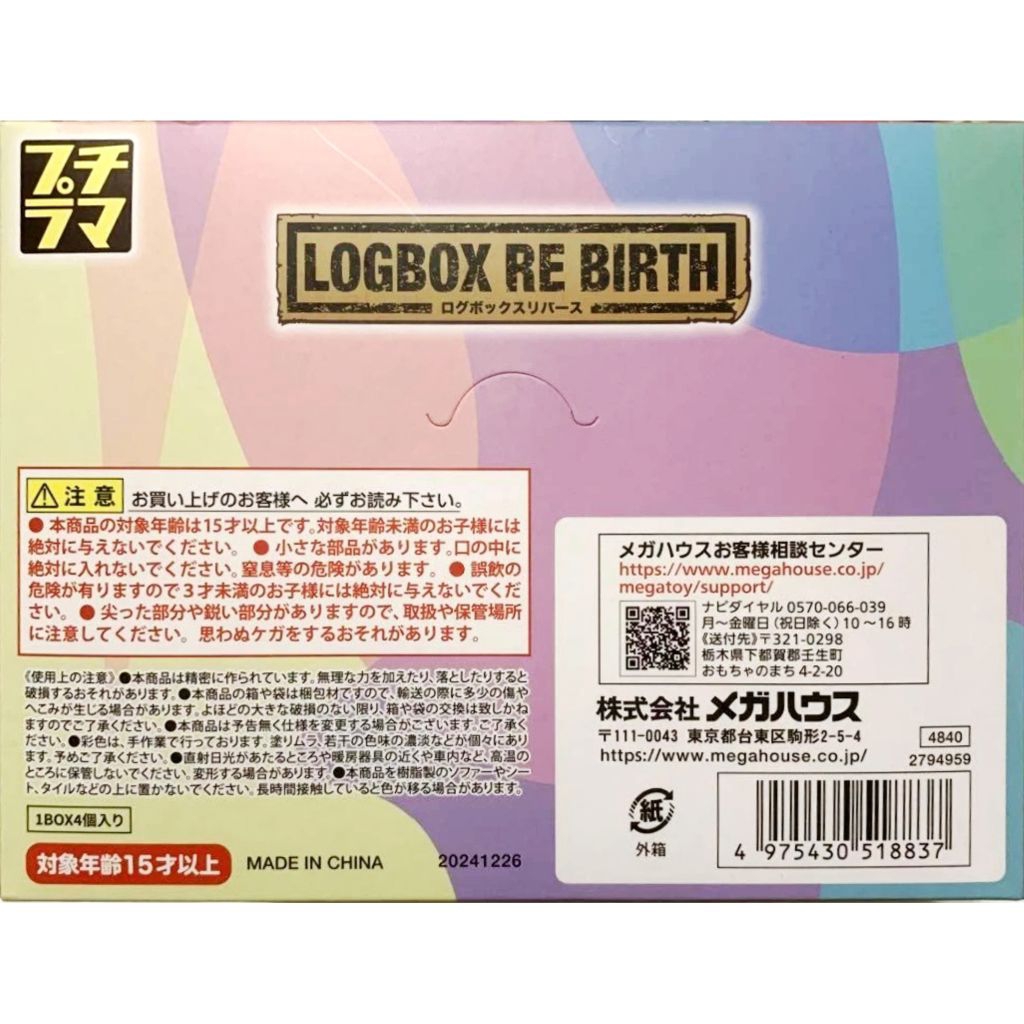 プチ
ラマ
LOGBOX RE BIRTH
ログボックスリバース
⚠注意 お買い上げのお客様へ 必ずお読み下さい。
●本商品の対象年齢は15才以上です。対象年齢未満のお子様には
絶対に与えないでください。 ●小さな部品があります。口の中に
絶対に入れないでください。窒息等の危険があります。 ●誤飲の
危険が有りますので3才未満のお子様には絶対に与えないでくだ
さい。 ●尖った部分や鋭い部分がありますので、取扱や保管場所
に注意してください。 思わぬケガをするおそれがあります。
《使用上の注意》●本商品は精密に作られています。無理な力を加えたり、落としたりすると
破損するおそれがあります。●本商品の箱や袋は梱包材ですので、輸送の際に多少の傷や
へこみが生じる場合があります。よほどの大きな破損のない限り、箱や袋の交換は致しかね
ますのでご了承ください。●本商品は予告無く仕様を変更する場合がございます。ご了承く
ださい。●彩色は、手作業で行っております。塗りムラ、若干の色味の濃淡などが個々にあり
ます。予めご了承ください。●直射日光があたるところや暖房器具の近くや車内など、高温の
ところに保管しないでください。変形する場合があります。●本商品を樹脂製のソファーやシー
ト、タイルなどの上に置かないでください。長時間接触していると色が移る場合があります。
1BOX4個入り
対象年齢15才以上 MADE IN CHINA 20241226
メガハウスお客様相談センター
https://www.megahouse.co.jp/
megatoy/support/
ナビダイヤル 0570-066-039
月~金曜日(祝日除く)10~16時
《送付先》〒321-0298
栃木県下都賀郡壬生町
おもちゃのまち 4-2-20
株式会社 メガハウス
〒111-0043 東京都台東区駒形2-5-4
https://www.megahouse.co.jp/
4840
2794959
紙
外箱
4 975430 518837